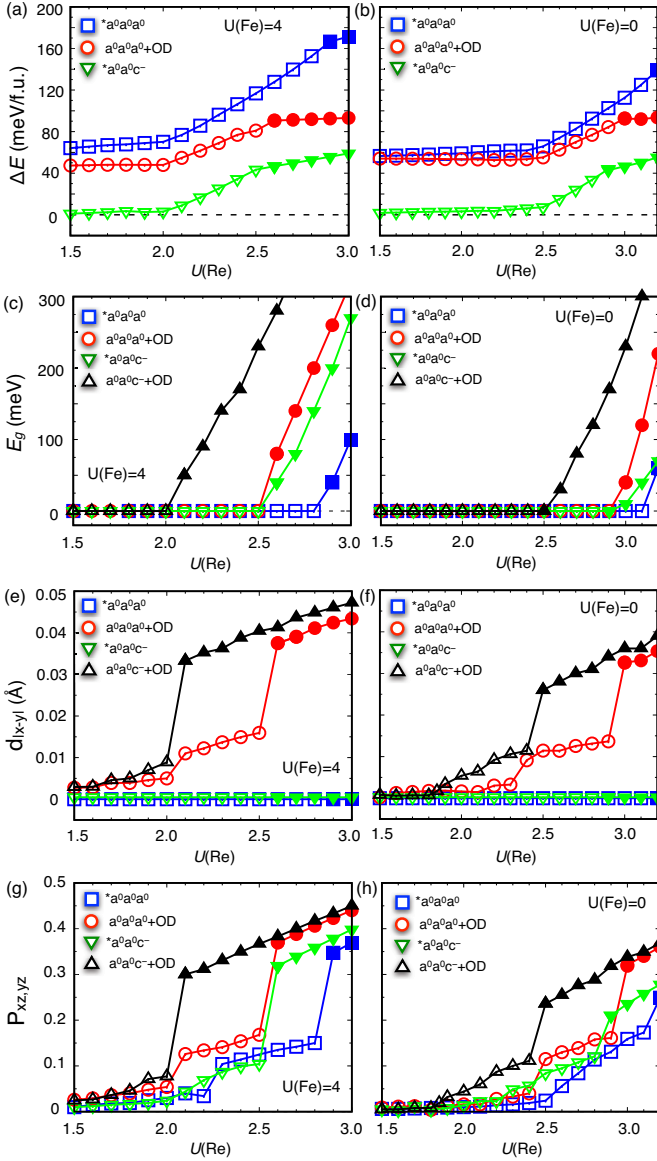 (a)
200
160
120
80
40
0
ΔE (meV/f.u.)
*a⁰a⁰a⁰
a⁰a⁰a⁰+OD
*a⁰a⁰c⁻
U(Fe)=4
1.5
2.0
2.5
3.0
U(Re)
(b)
*a⁰a⁰a⁰
a⁰a⁰a⁰+OD
*a⁰a⁰c⁻
U(Fe)=0
1.5
2.0
2.5
3.0
U(Re)
(c)
300
200
100
0
E_g (meV)
*a⁰a⁰a⁰
a⁰a⁰a⁰+OD
*a⁰a⁰c⁻
a⁰a⁰c⁻+OD
U(Fe)=4
1.5
2.0
2.5
3.0
U(Re)
(d)
U(Fe)=0
*a⁰a⁰a⁰
a⁰a⁰a⁰+OD
*a⁰a⁰c⁻
a⁰a⁰c⁻+OD
1.5
2.0
2.5
3.0
U(Re)
(e)
0.05
0.04
0.03
0.02
0.01
0
d|x-y| (Å)
*a⁰a⁰a⁰
a⁰a⁰a⁰+OD
*a⁰a⁰c⁻
a⁰a⁰c⁻+OD
U(Fe)=4
1.5
2.0
2.5
3.0
U(Re)
(f)
U(Fe)=0
*a⁰a⁰a⁰
a⁰a⁰a⁰+OD
*a⁰a⁰c⁻
a⁰a⁰c⁻+OD
1.5
2.0
2.5
3.0
U(Re)
(g)
0.5
0.4
0.3
0.2
0.1
0
P_xz,yz
*a⁰a⁰a⁰
a⁰a⁰a⁰+OD
*a⁰a⁰c⁻
a⁰a⁰c⁻+OD
U(Fe)=4
1.5
2.0
2.5
3.0
U(Re)
(h)
*a⁰a⁰a⁰
a⁰a⁰a⁰+OD
*a⁰a⁰c⁻
a⁰a⁰c⁻+OD
U(Fe)=0
1.5
2.0
2.5
3.0
U(Re)